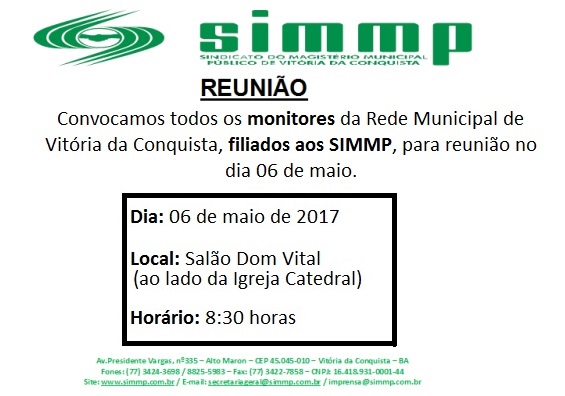 simmp
SINDICATO DO MAGISTÉRIO MUNICIPAL
PÚBLICO DE VITÓRIA DA CONQUISTA
REUNIÃO
Convocamos todos os monitores da Rede Municipal de
Vitória da Conquista, filiados aos SIMMP, para reunião no
dia 06 de maio.
Dia: 06 de maio de 2017
Local: Salão Dom Vital
(ao lado da Igreja Catedral)
Horário: 8:30 horas
Av.Presidente Vargas, nº335 – Alto Maron – CEP 45.045-010 – Vitória da Conquista – BA
Fones: (77) 3424-3698 / 8825-5983 – Fax: (77) 3422-7858 – CNPJ: 16.418.931-0001-44
Site: www.simmp.com.br / E-mail: secretariageral@simmp.com.br / imprensa@simmp.com.br